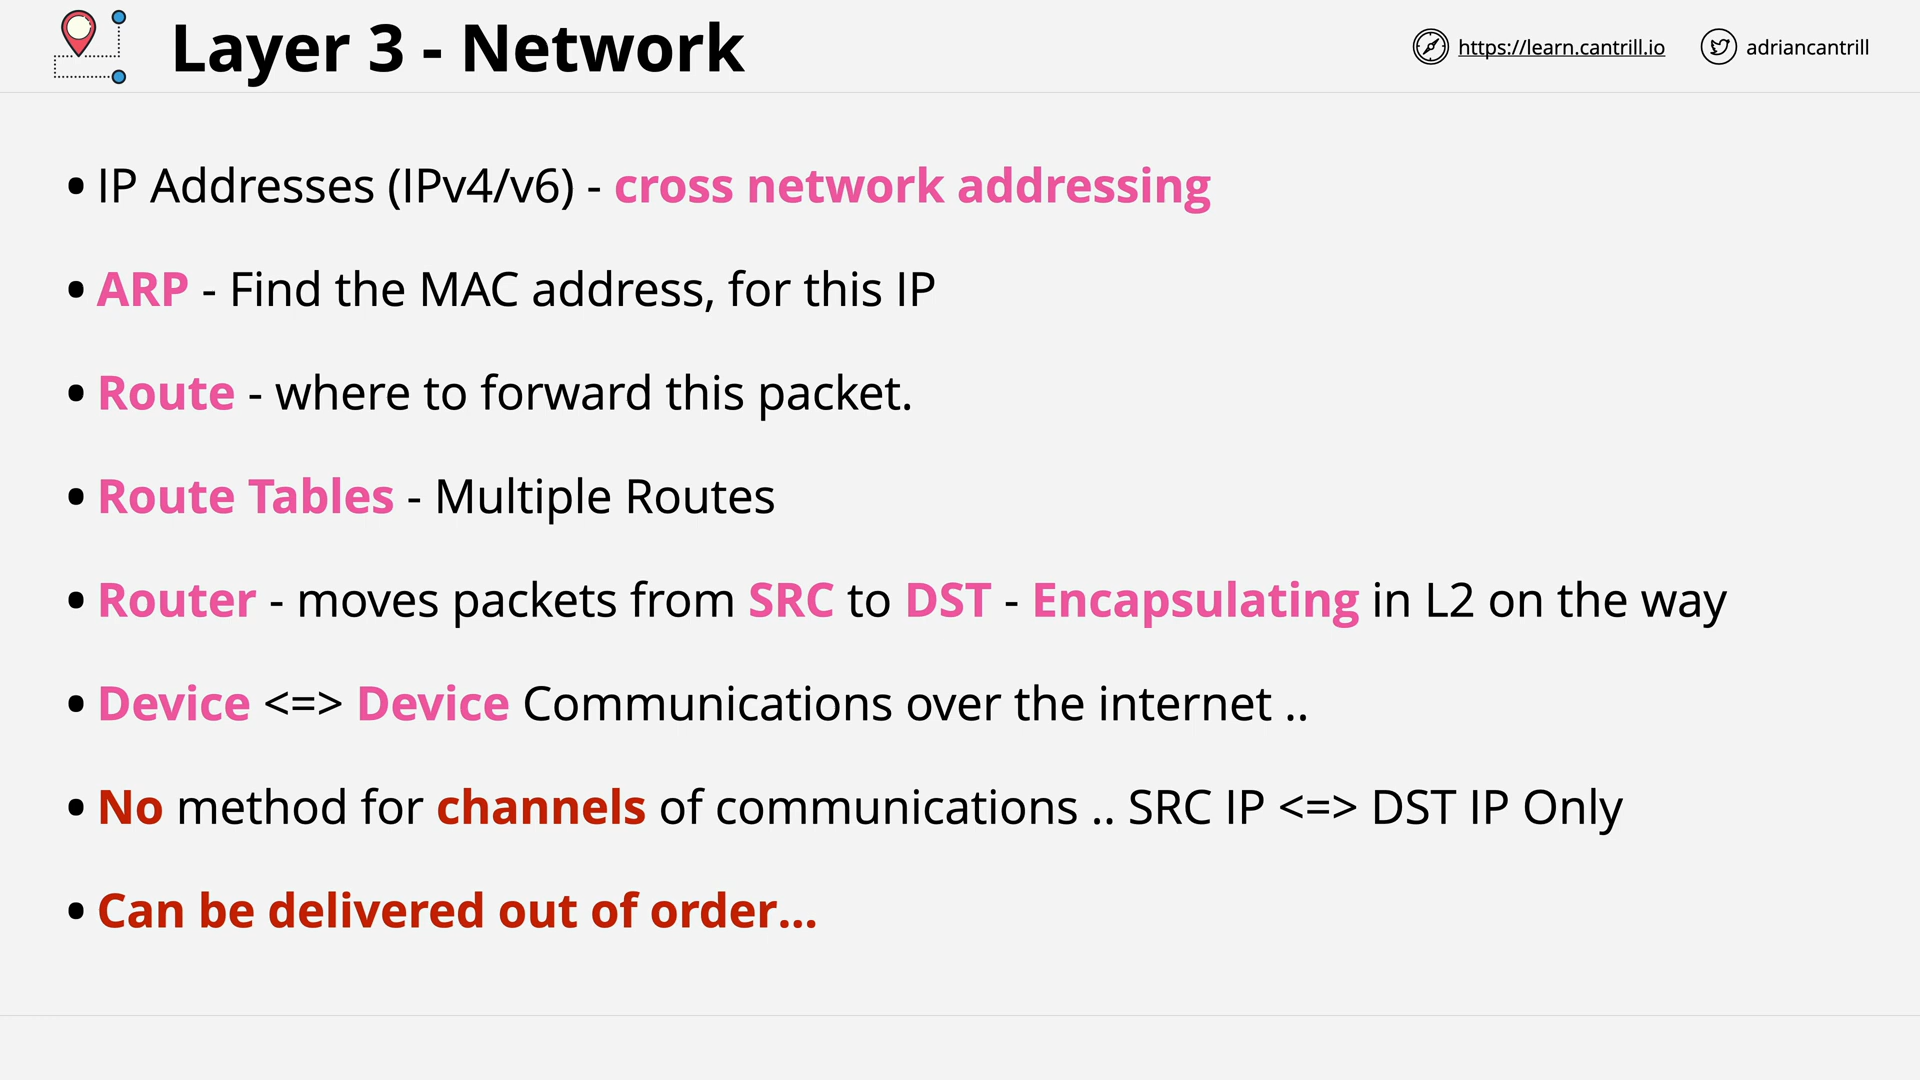 Layer 3 - Network
https://learn.cantrill.io
adriancantrill
• IP Addresses (IPv4/v6) - cross network addressing
• ARP - Find the MAC address, for this IP
• Route - where to forward this packet.
• Route Tables - Multiple Routes
• Router - moves packets from SRC to DST - Encapsulating in L2 on the way
• Device <=> Device Communications over the internet ..
• No method for channels of communications .. SRC IP <=> DST IP Only
• Can be delivered out of order...